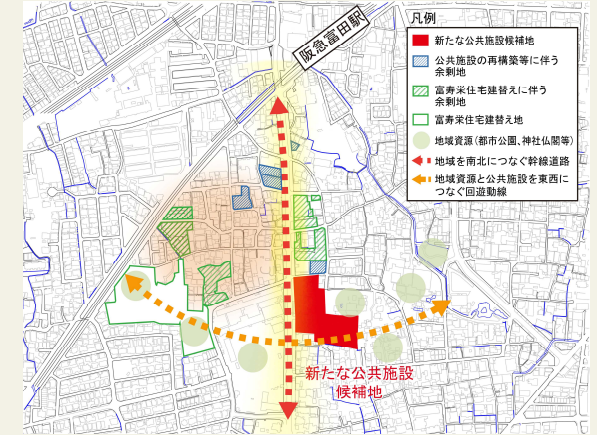 阪急富田駅
凡例
新たな公共施設候補地
公共施設の再構築等に伴う
余剰地
富寿栄住宅建替えに伴う
余剰地
富寿栄住宅建替え地
地域資源(都市公園、神社仏閣等)
地域を南北につなぐ幹線道路
地域資源と公共施設を東西に
つなぐ回遊動線
新たな公共施設
候補地